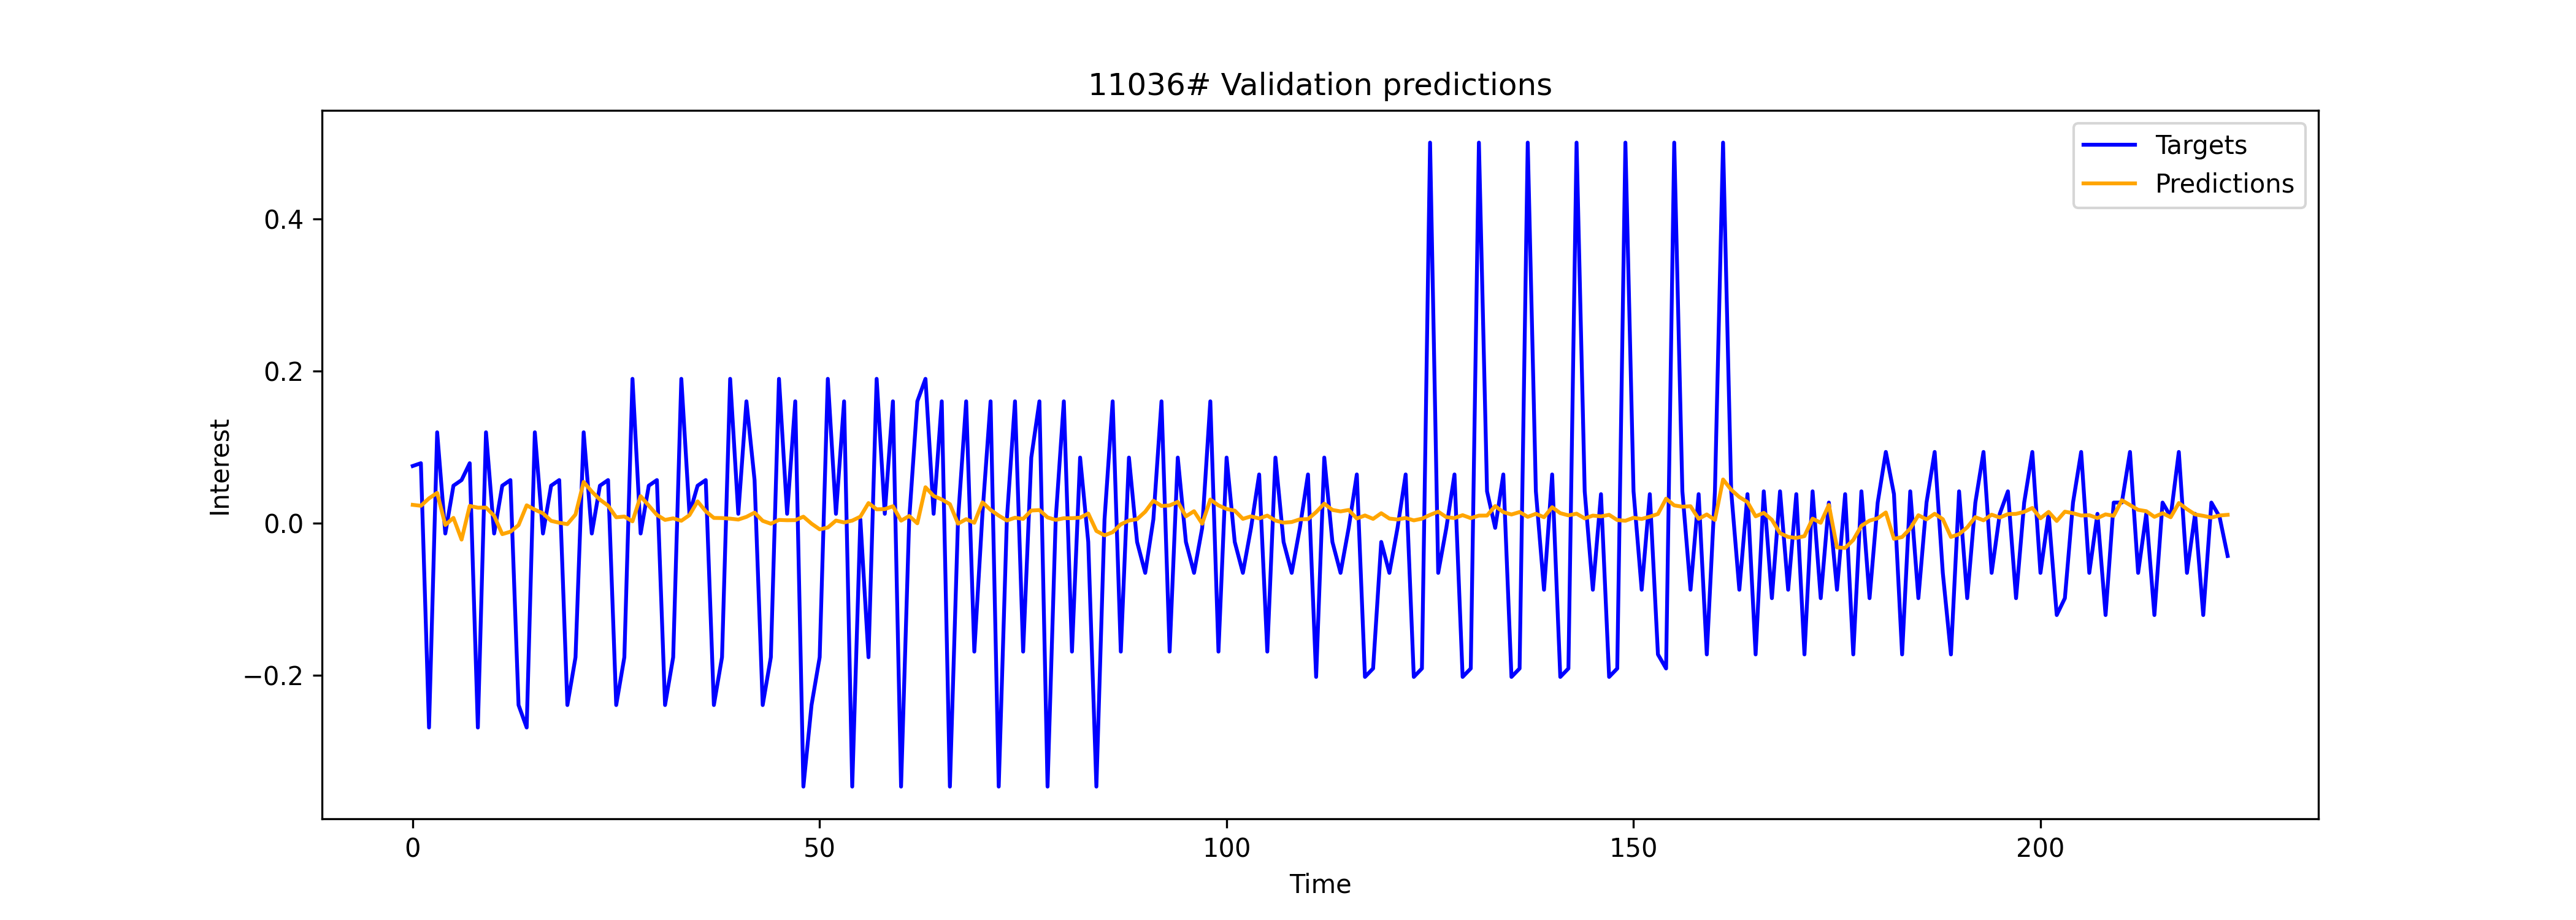 11036# Validation predictions
Targets
Predictions
Interest
0.4
0.2
0.0
−0.2
0
50
100
150
200
Time